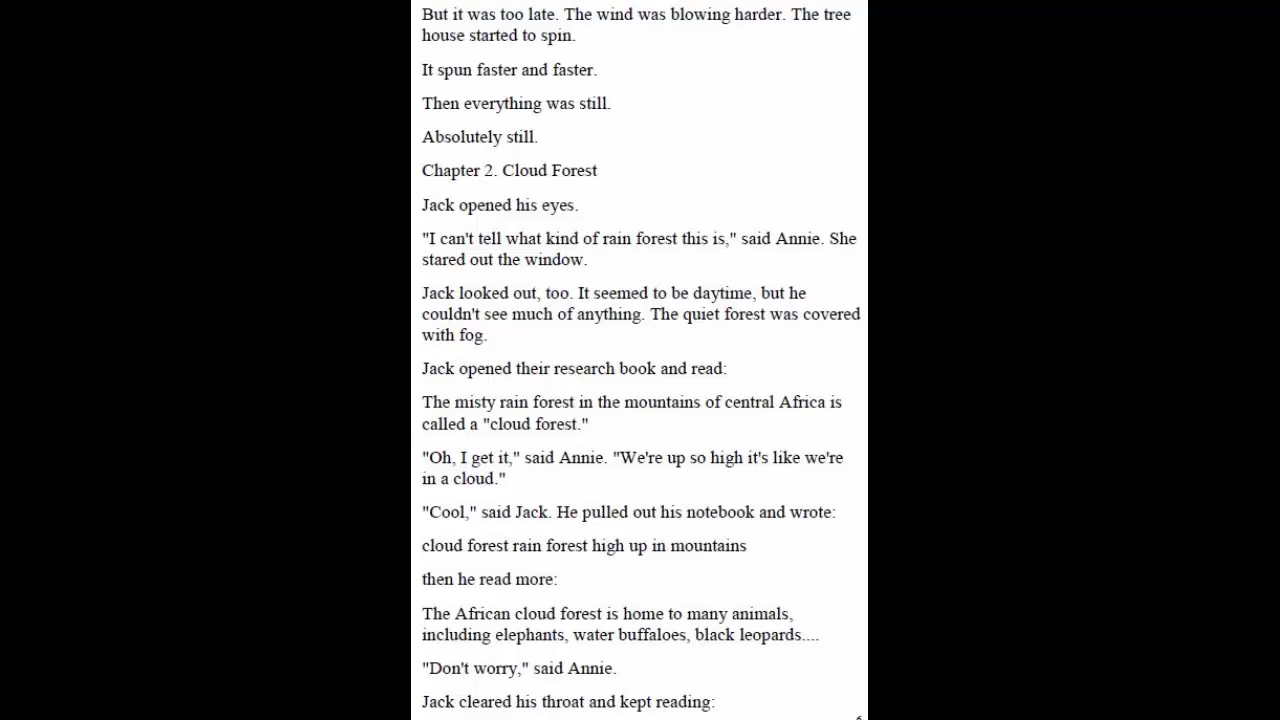 But it was too late. The wind was blowing harder. The tree
house started to spin.
It spun faster and faster.
Then everything was still.
Absolutely still.
Chapter 2. Cloud Forest
Jack opened his eyes.
"I can't tell what kind of rain forest this is," said Annie. She
stared out the window.
Jack looked out, too. It seemed to be daytime, but he
couldn't see much of anything. The quiet forest was covered
with fog.
Jack opened their research book and read:
The misty rain forest in the mountains of central Africa is
called a "cloud forest."
"Oh, I get it," said Annie. "We're up so high it's like we're
in a cloud."
"Cool," said Jack. He pulled out his notebook and wrote:
cloud forest rain forest high up in mountains
then he read more:
The African cloud forest is home to many animals,
including elephants, water buffaloes, black leopards....
"Don't worry," said Annie.
Jack cleared his throat and kept reading: